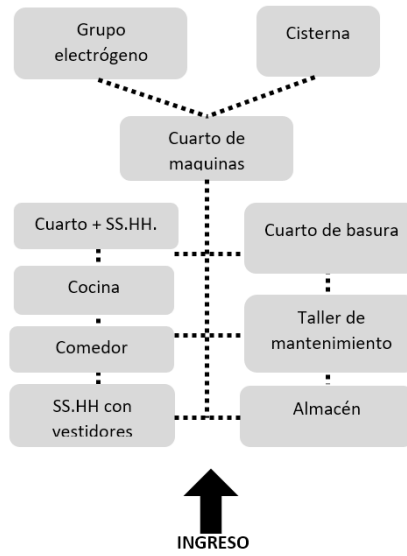 Grupo
electrógeno
Cisterna
Cuarto de
maquinas
Cuarto + SS.HH.
Cuarto de basura
Cocina
Taller de
mantenimiento
Comedor
SS.HH con
vestidores
Almacén
INGRESO